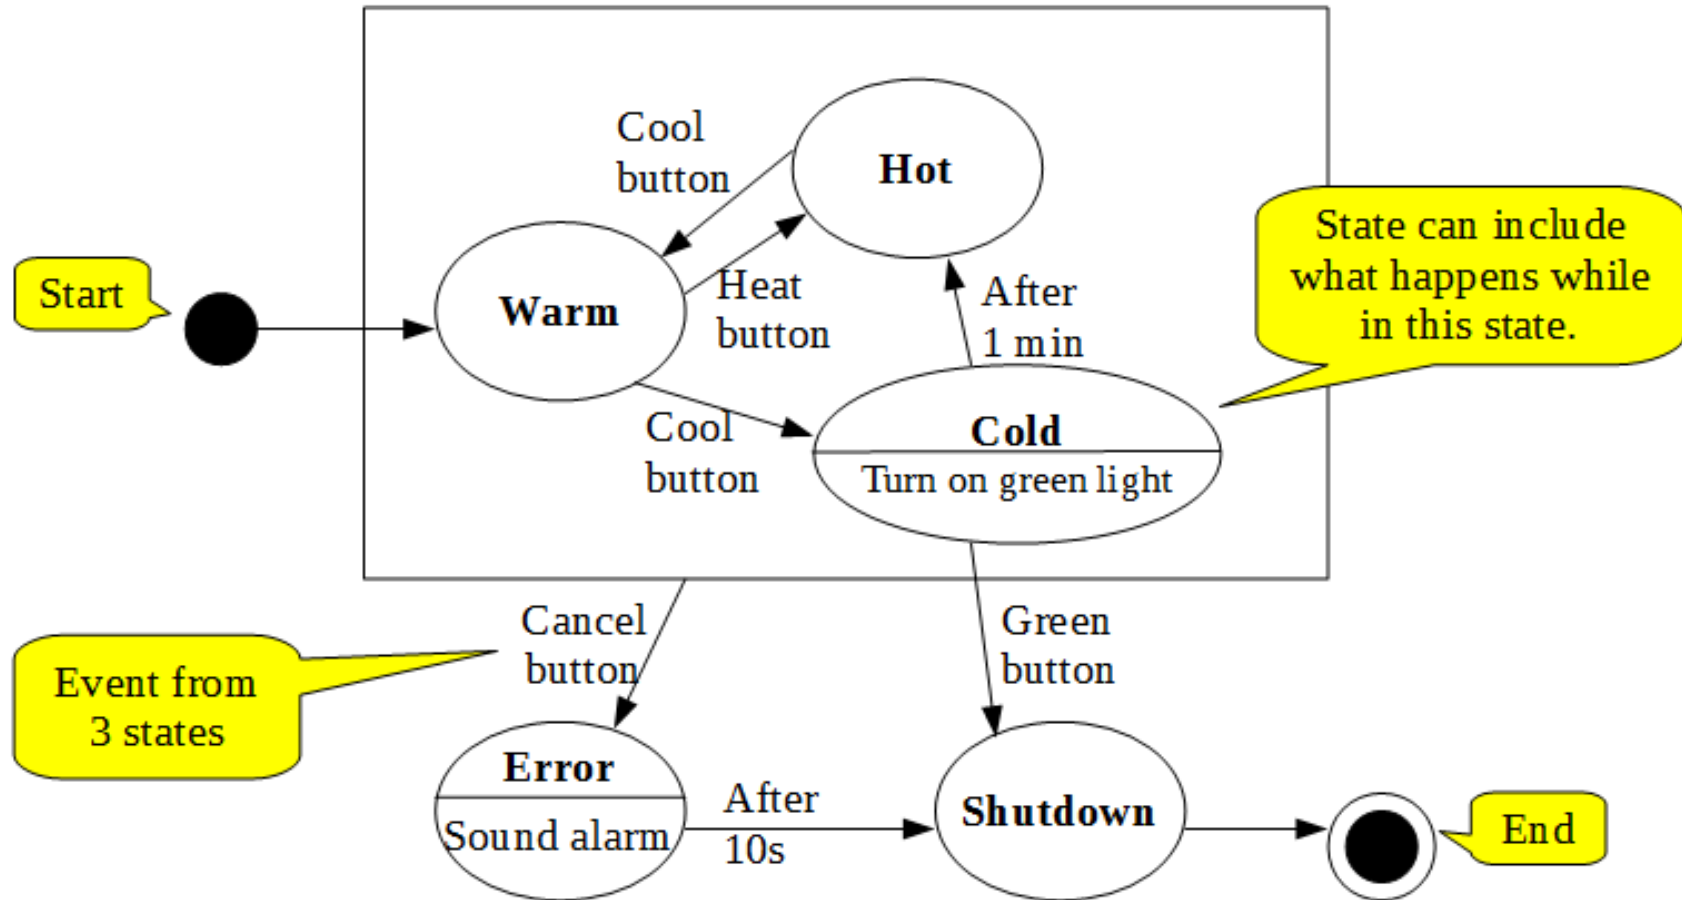 Cool
button
Hot
State can include
what happens while
in this state.
Start
Warm
Heat
button
After
1 min
Cool
button
Cold
Turn on green light
Cancel
button
Green
button
Event from
3 states
Error
Sound alarm
After
10s
Shutdown
End